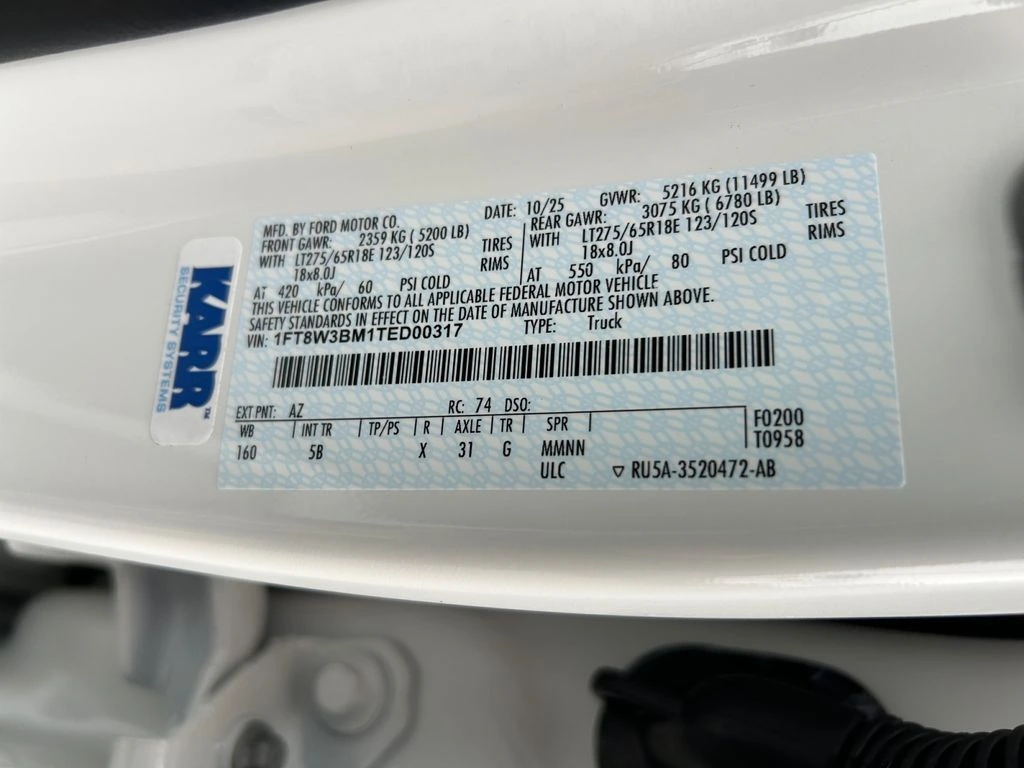 MFD. BY FORD MOTOR CO. DATE: 10/25 GVWR: 5216 KG (11499 LB)
FRONT GAWR: 2359 KG ( 5200 LB) REAR GAWR: 3075 KG ( 6780 LB)
WITH LT275/65R18E 123/120S TIRES WITH LT275/65R18E 123/120S TIRES
18x8.0J RIMS 18x8.0J RIMS
AT 420 kPa/ 60 PSI COLD AT 550 kPa/ 80 PSI COLD
THIS VEHICLE CONFORMS TO ALL APPLICABLE FEDERAL MOTOR VEHICLE
SAFETY STANDARDS IN EFFECT ON THE DATE OF MANUFACTURE SHOWN ABOVE.
VIN: 1FT8W3BM1TED00317 TYPE: Truck
EXT PNT: AZ RC: 74 DSO:
WB INT TR TP/PS R AXLE TR SPR F0200
160 5B X 31 G MMNN T0958
ULC ▽ RU5A-3520472-AB
KARR™
SECURITY SYSTEMS